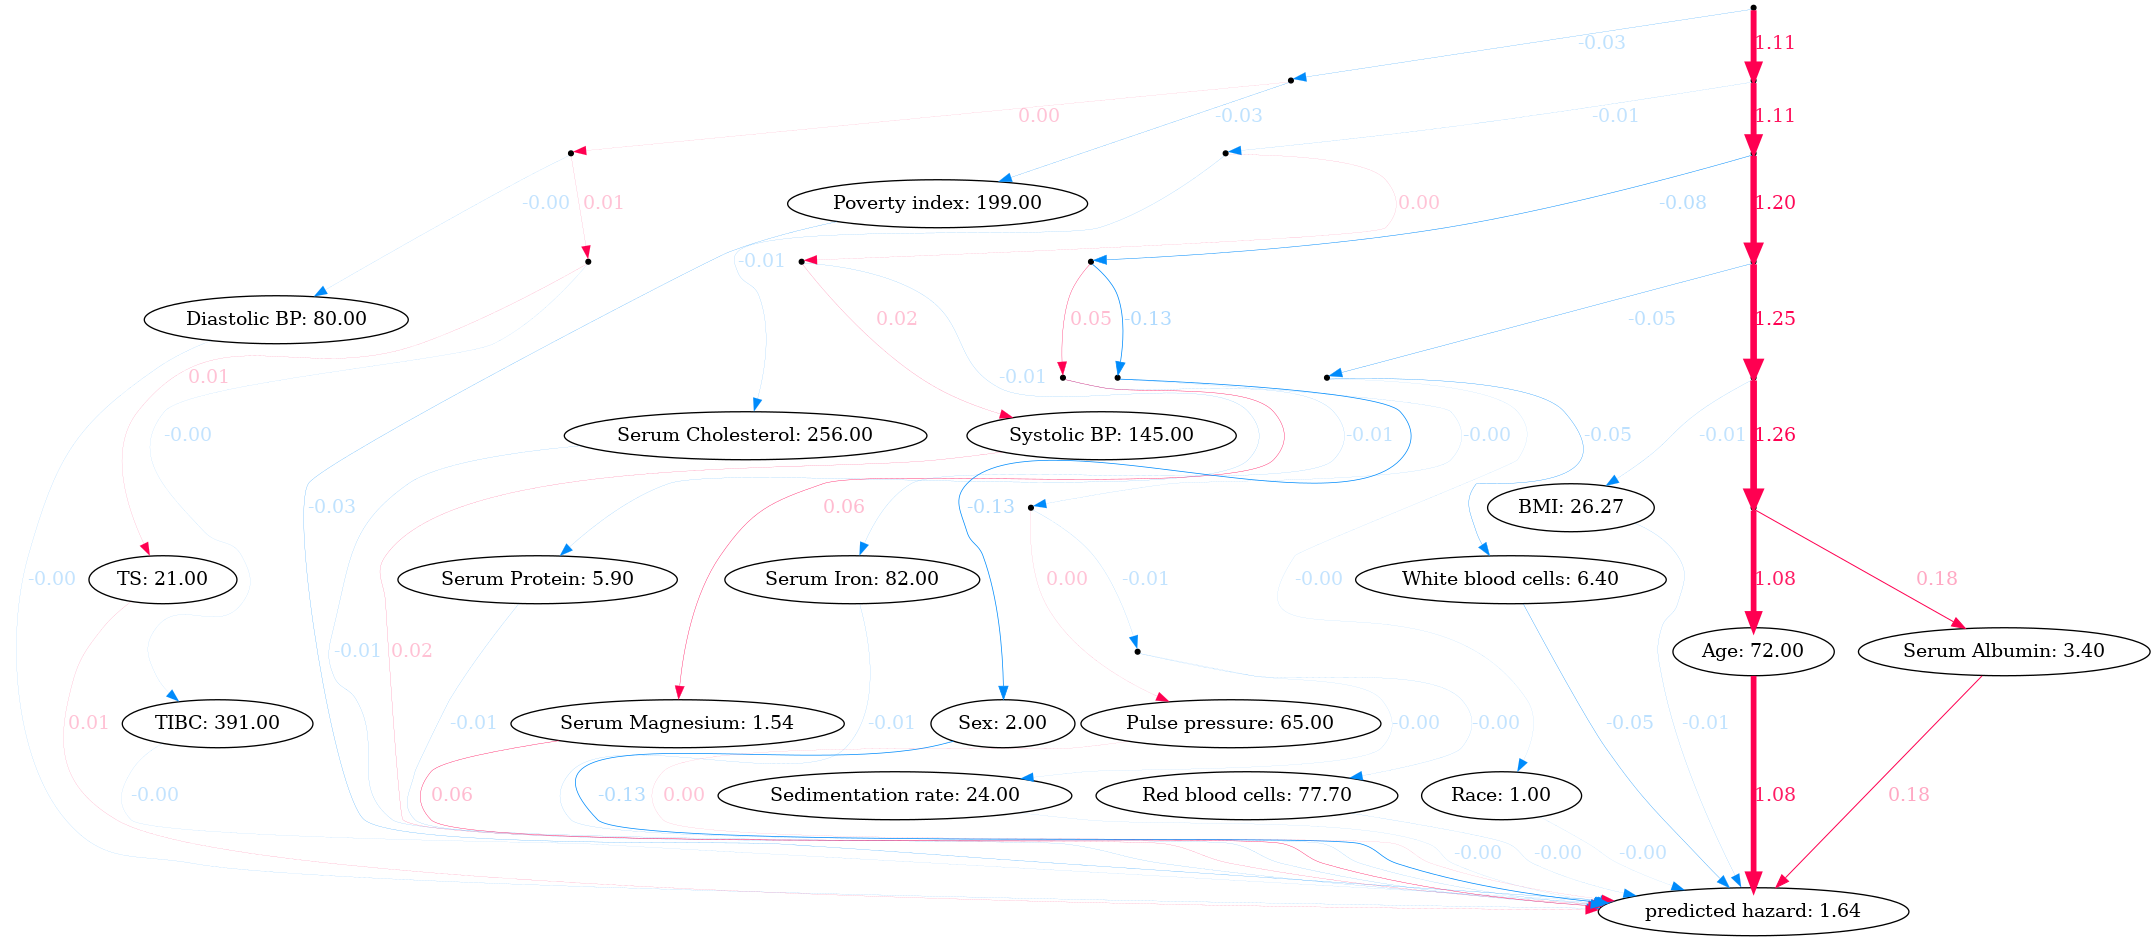 -0.03
1.11
0.00
-0.03
-0.01
1.11
-0.00
0.01
Poverty index: 199.00
0.00
-0.08
1.20
-0.01
Diastolic BP: 80.00
0.02
0.05
-0.13
-0.05
1.25
0.01
-0.01
-0.00
Serum Cholesterol: 256.00
Systolic BP: 145.00
-0.01
-0.00
-0.05
-0.01
1.26
-0.03
0.06
-0.13
BMI: 26.27
-0.00
TS: 21.00
Serum Protein: 5.90
Serum Iron: 82.00
0.00
-0.01
-0.00
White blood cells: 6.40
1.08
0.18
-0.01
0.02
Age: 72.00
Serum Albumin: 3.40
0.01
TIBC: 391.00
-0.01
Serum Magnesium: 1.54
-0.01
Sex: 2.00
Pulse pressure: 65.00
-0.00
-0.00
-0.05
-0.01
-0.00
0.06
-0.13
0.00
Sedimentation rate: 24.00
Red blood cells: 77.70
Race: 1.00
1.08
0.18
-0.00
-0.00
-0.00
predicted hazard: 1.64